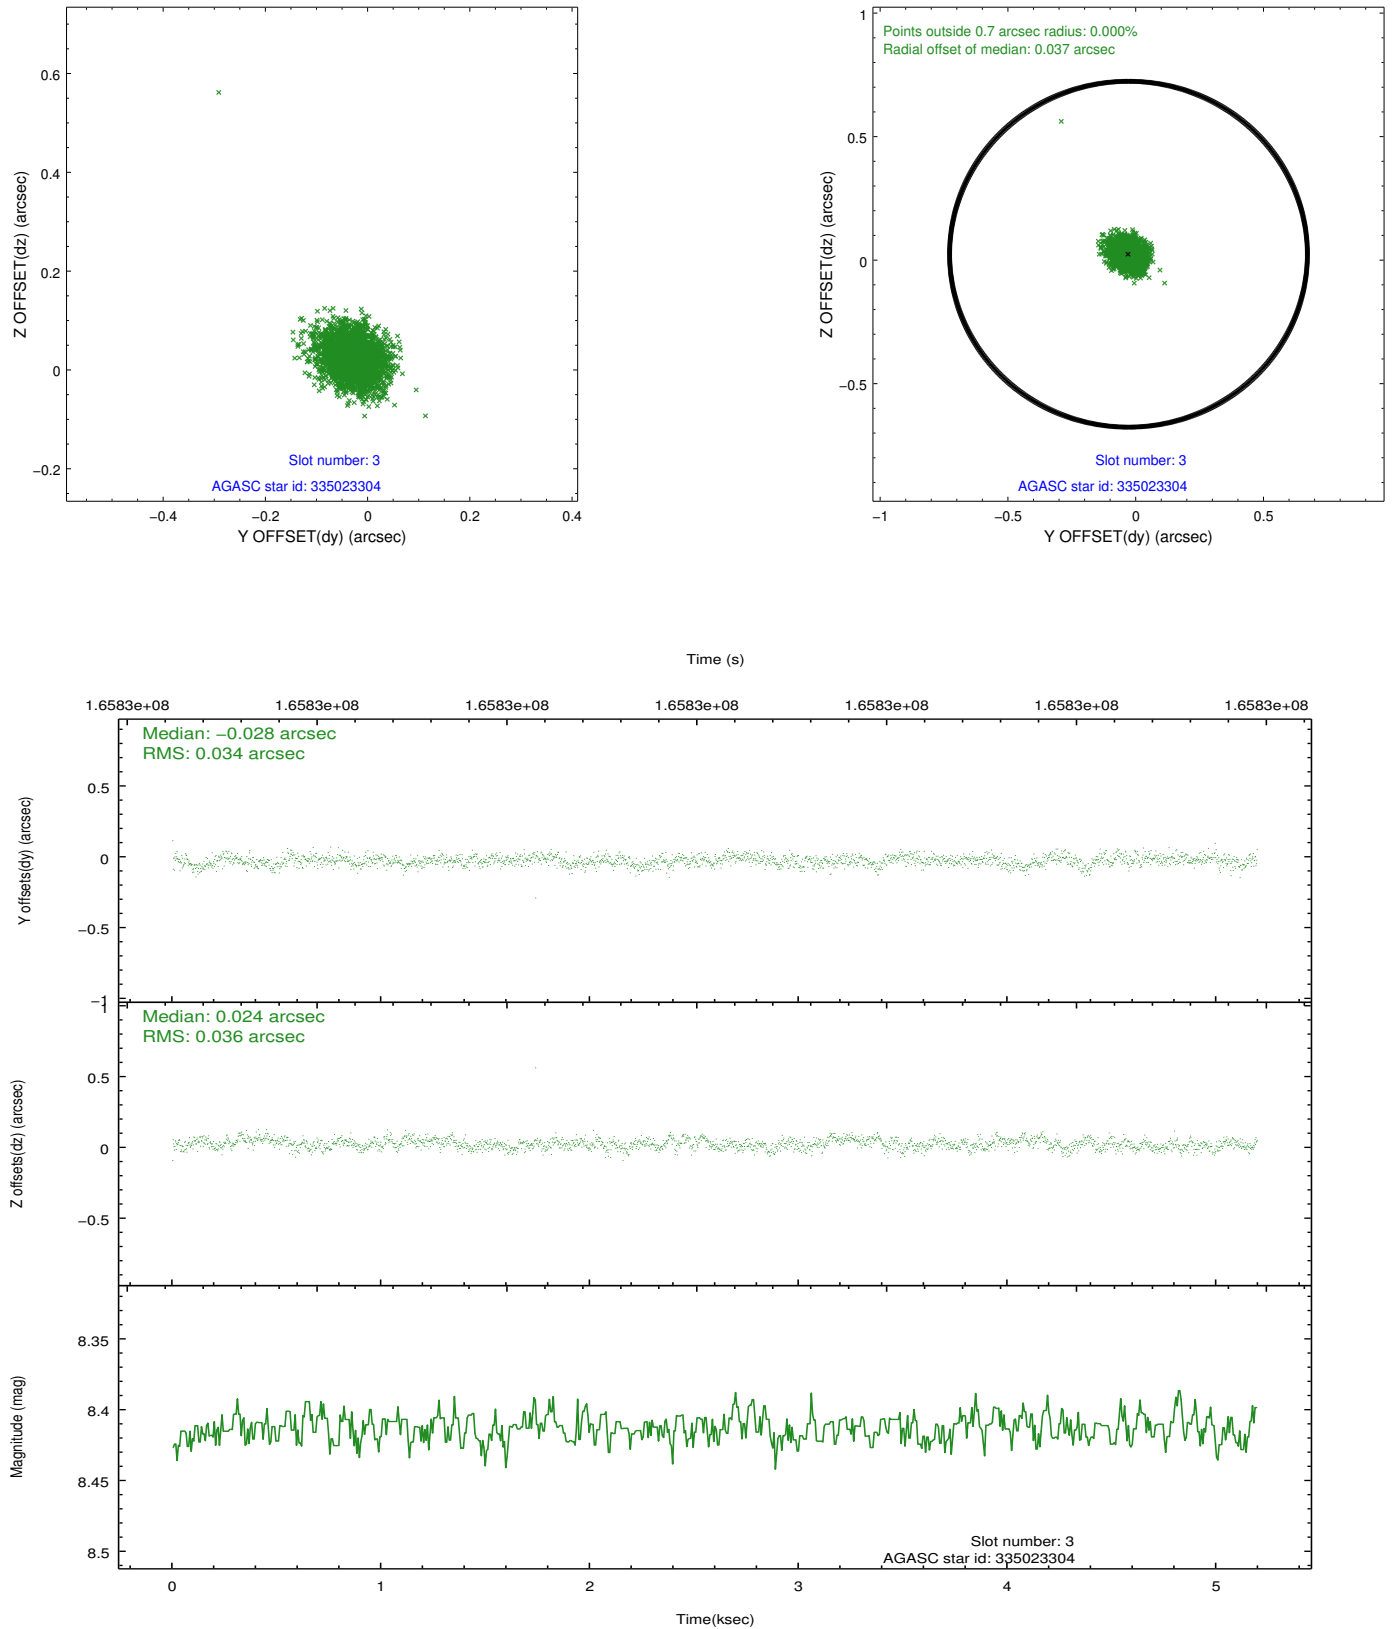 0.6
0.4
0.2
0
−0.2
Z OFFSET(dz) (arcsec)
Slot number: 3
AGASC star id: 335023304
−0.4 −0.2 0 0.2 0.4
Y OFFSET(dy) (arcsec)
Points outside 0.7 arcsec radius: 0.000%
Radial offset of median: 0.037 arcsec
1
0.5
0
−0.5
Z OFFSET(dz) (arcsec)
Slot number: 3
AGASC star id: 335023304
−1 −0.5 0 0.5
Y OFFSET(dy) (arcsec)
Time (s)
1.6583e+08 1.6583e+08 1.6583e+08 1.6583e+08 1.6583e+08 1.6583e+08 1.6583e+08
Median: −0.028 arcsec
RMS: 0.034 arcsec
0.5
0
−0.5
−1
Y offsets(dy) (arcsec)
1
Median: 0.024 arcsec
RMS: 0.036 arcsec
0.5
0
−0.5
Z offsets(dz) (arcsec)
8.35
8.4
8.45
8.5
Magnitude (mag)
Slot number: 3
AGASC star id: 335023304
0 1 2 3 4 5
Time(ksec)